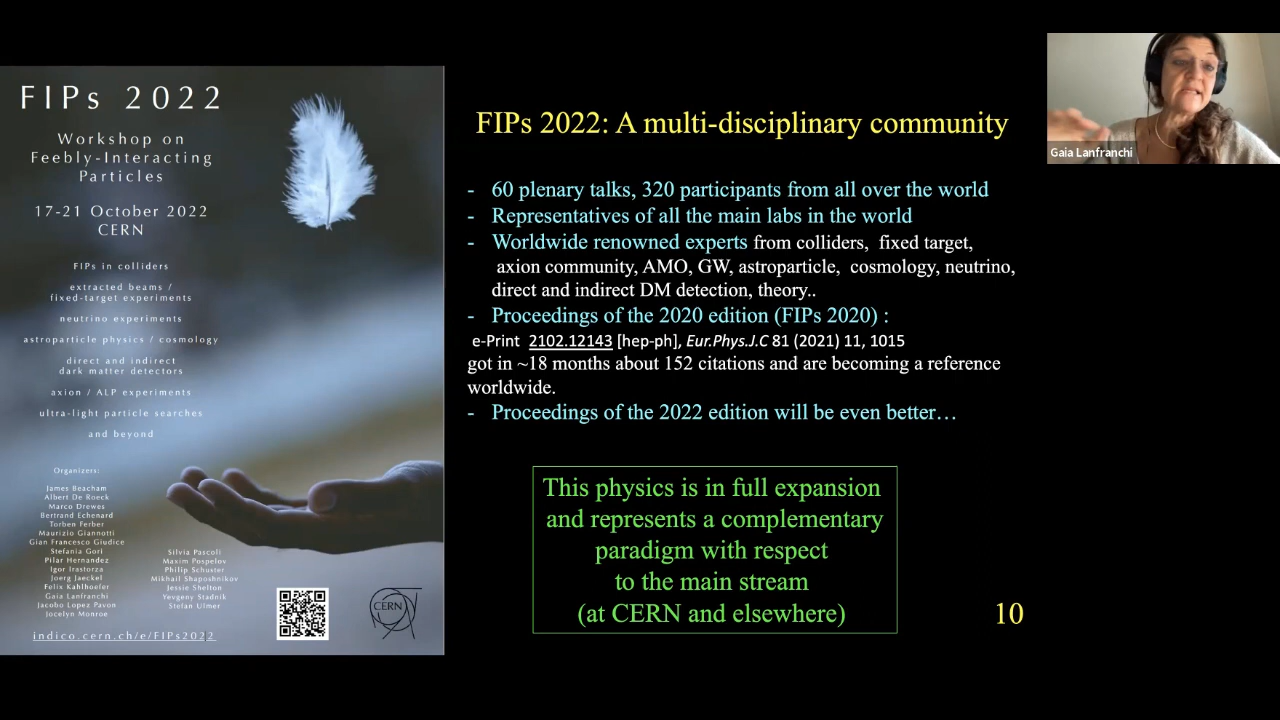 FIPs 2022
Workshop on
Feebly-Interacting
Particles
17-21 October 2022
CERN
FIPs in colliders
extracted beams /
fixed-target experiments
neutrino experiments
astroparticle physics / cosmology
direct and indirect
dark matter detectors
axion / ALP experiments
ultra-light particle searches
and beyond
Organizers:
James Beacham
Albert De Roeck
Marco Drewes
Bertrand Echenard
Torben Ferber
Maurizio Giannotti
Gian Francesco Giudice
Stefania Gori
Pilar Hernandez
Igor Irastorza
Joerg Jaeckel
Felix Kahlhoefer
Gaia Lanfranchi
Jacobo Lopez Pavon
Jocelyn Monroe
Silvia Pascoli
Maxim Pospelov
Philip Schuster
Mikhail Shaposhnikov
Jessie Shelton
Yevgeny Stadnik
Stefan Ulmer
indico.cern.ch/e/FIPs2022
CERN
FIPs 2022: A multi-disciplinary community
- 60 plenary talks, 320 participants from all over the world
- Representatives of all the main labs in the world
- Worldwide renowned experts from colliders, fixed target,
axion community, AMO, GW, astroparticle, cosmology, neutrino,
direct and indirect DM detection, theory..
- Proceedings of the 2020 edition (FIPs 2020) :
e-Print 2102.12143 [hep-ph], Eur.Phys.J.C 81 (2021) 11, 1015
got in ~18 months about 152 citations and are becoming a reference
worldwide.
- Proceedings of the 2022 edition will be even better…
This physics is in full expansion
and represents a complementary
paradigm with respect
to the main stream
(at CERN and elsewhere)
10
Gaia Lanfranchi